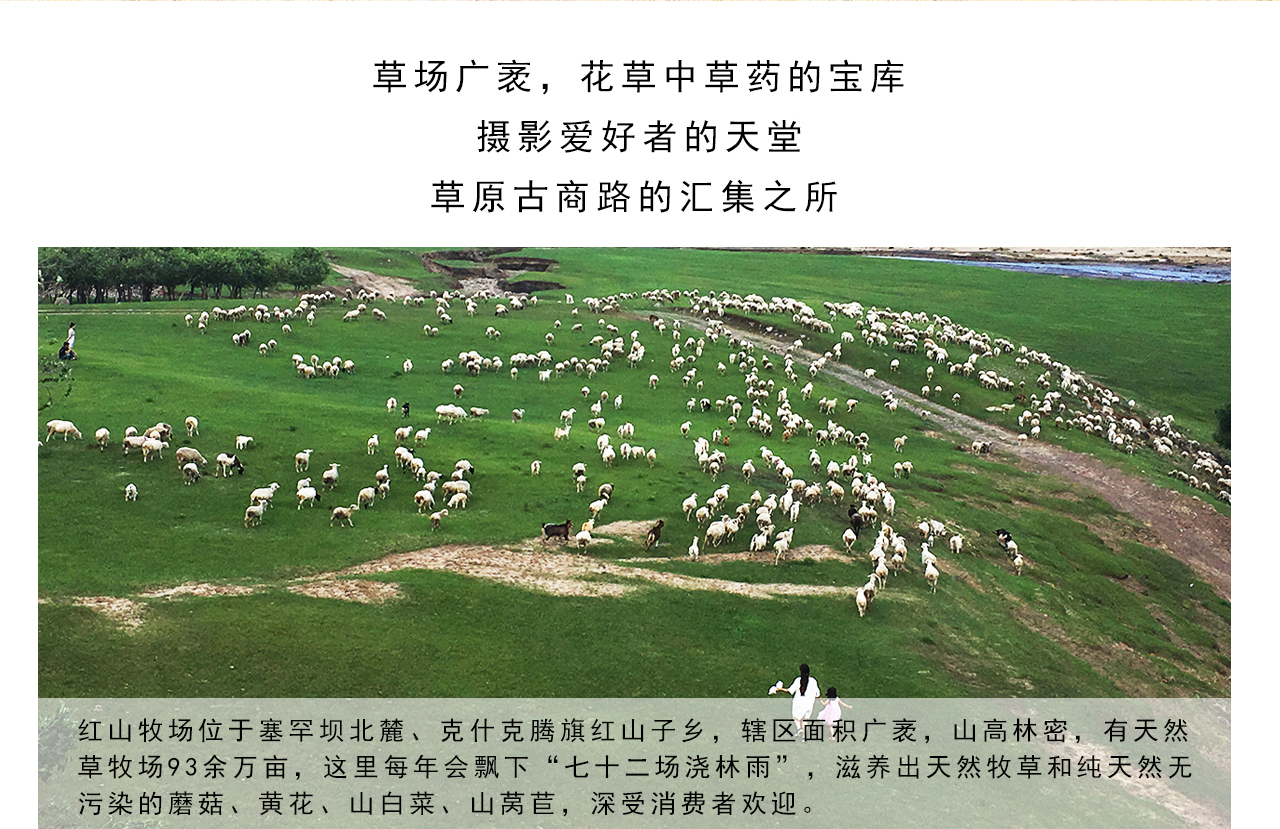 草场广袤，花草中草药的宝库
摄影爱好者的天堂
草原古商路的汇集之所
红山牧场位于塞罕坝北麓、克什克腾旗红山子乡，辖区面积广袤，山高林密，有天然
草牧场93余万亩，这里每年会飘下“七十二场浇林雨”，滋养出天然牧草和纯天然无
污染的蘑菇、黄花、山白菜、山莴苣，深受消费者欢迎。